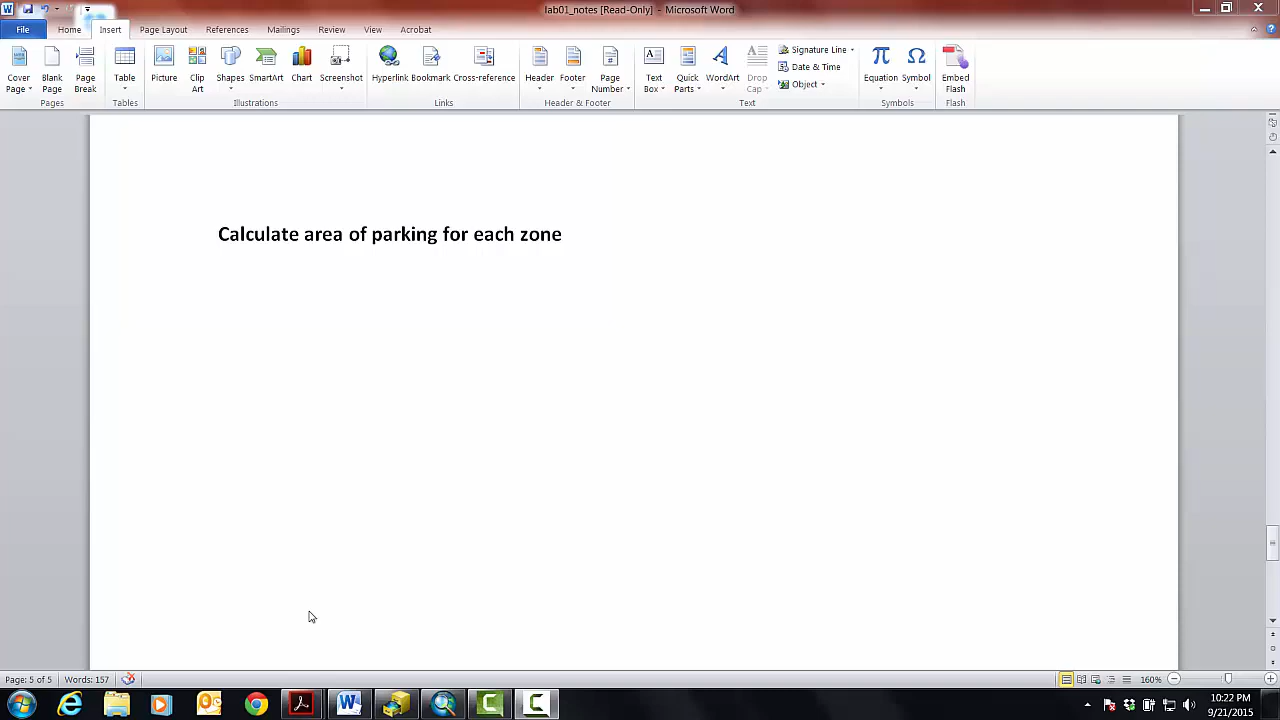 lab01_notes [Read-Only] - Microsoft Word
File Home Insert Page Layout References Mailings Review View Acrobat
Cover Page Blank Page Page Break Table Picture Clip Art Shapes SmartArt Chart Screenshot Hyperlink Bookmark Cross-reference Header Footer Page Number Text Box Quick Parts WordArt Drop Cap Signature Line Date & Time Object Equation Symbol Embed Flash
Pages Tables Illustrations Links Header & Footer Text Symbols Flash
Calculate area of parking for each zone
Page: 5 of 5 Words: 157 160%
10:22 PM
9/21/2015